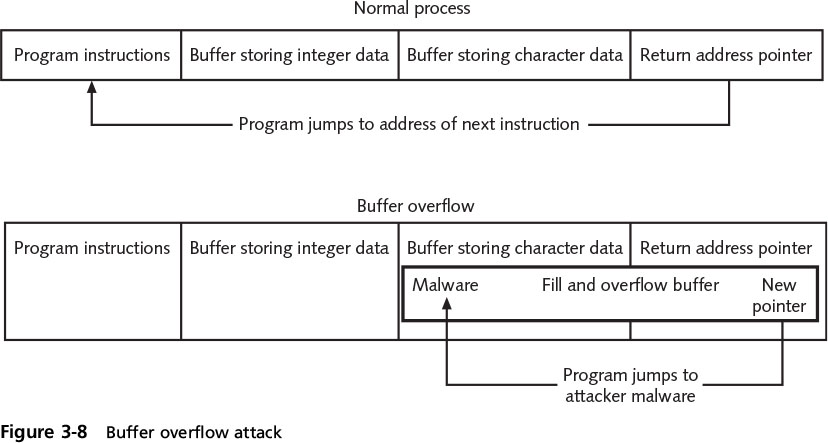 Normal process
Program instructions Buffer storing integer data Buffer storing character data Return address pointer
Program jumps to address of next instruction
Buffer overflow
Program instructions Buffer storing integer data Buffer storing character data Return address pointer
Malware Fill and overflow buffer New
pointer
Program jumps to
attacker malware
Figure 3-8 Buffer overflow attack